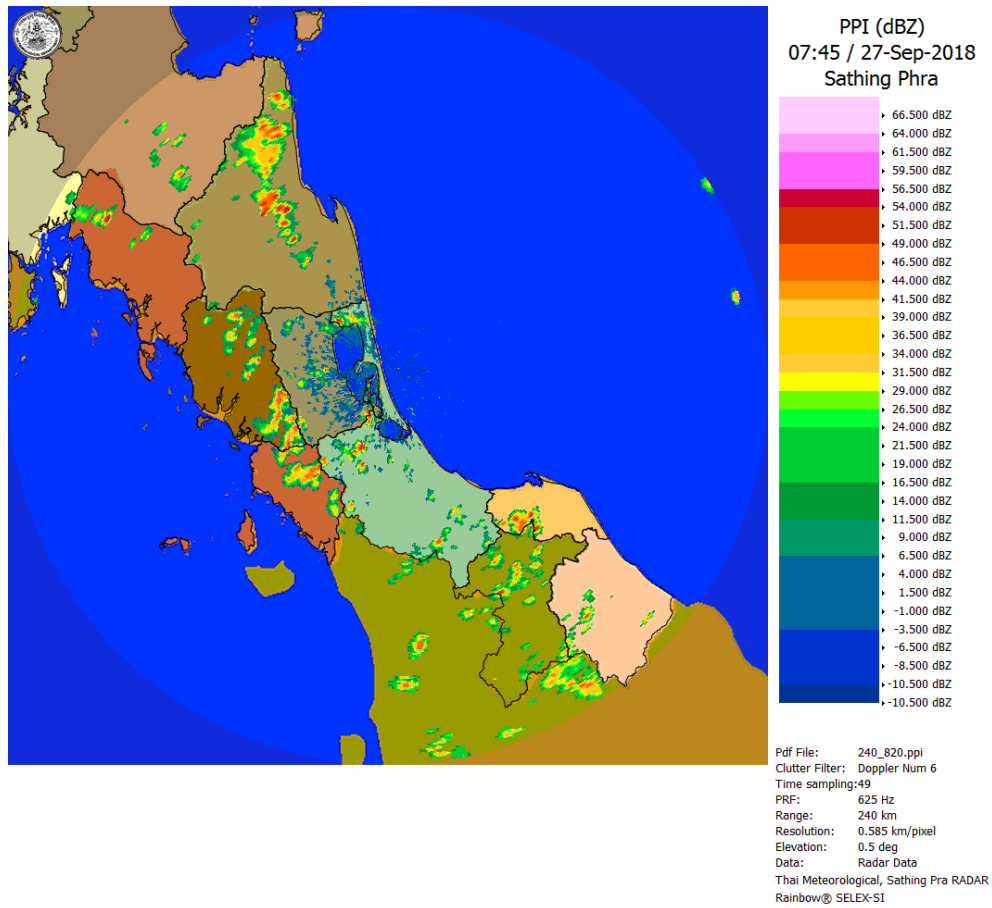 PPI (dBZ)
07:45 / 27-Sep-2018
Sathing Phra
66.500 dBZ
64.000 dBZ
61.500 dBZ
59.500 dBZ
56.500 dBZ
54.000 dBZ
51.500 dBZ
49.000 dBZ
46.500 dBZ
44.000 dBZ
41.500 dBZ
39.000 dBZ
36.500 dBZ
34.000 dBZ
31.500 dBZ
29.000 dBZ
26.500 dBZ
24.000 dBZ
21.500 dBZ
19.000 dBZ
16.500 dBZ
14.000 dBZ
11.500 dBZ
9.000 dBZ
6.500 dBZ
4.000 dBZ
1.500 dBZ
-1.000 dBZ
-3.500 dBZ
-6.500 dBZ
-8.500 dBZ
-10.500 dBZ
-10.500 dBZ
Pdf File: 240_820.ppi
Clutter Filter: Doppler Num 6
Time sampling:49
PRF: 625 Hz
Range: 240 km
Resolution: 0.585 km/pixel
Elevation: 0.5 deg
Data: Radar Data
Thai Meteorological, Sathing Pra RADAR
Rainbow® SELEX-SI